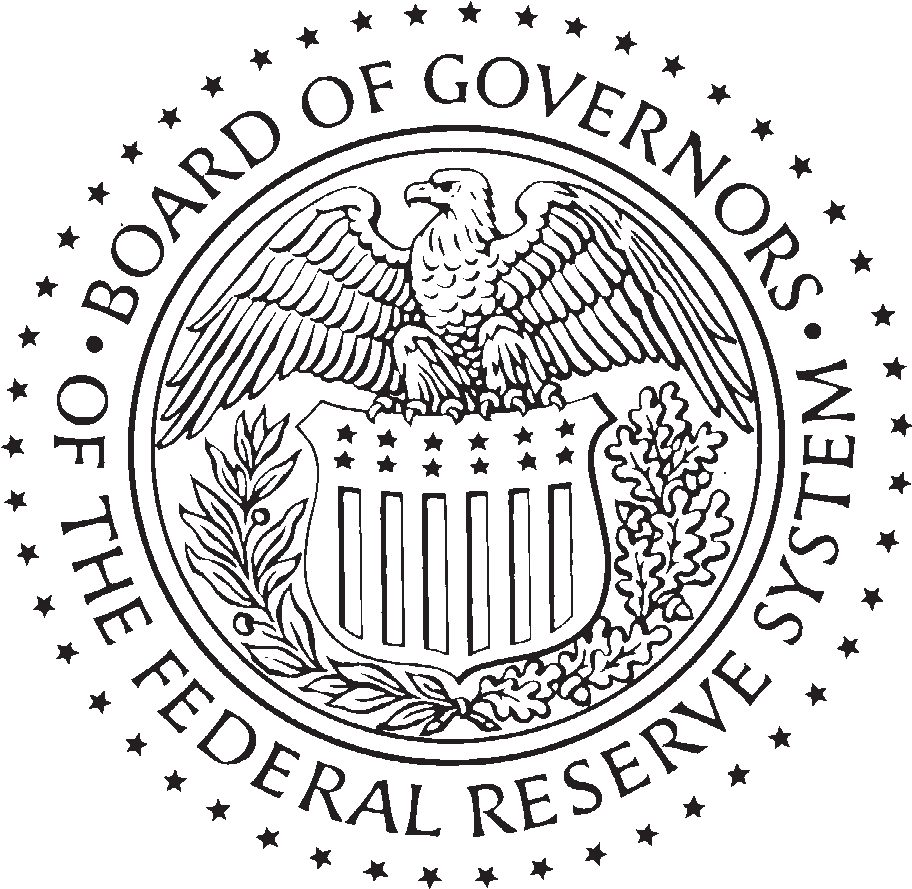 BOARD OF GOVERNORS
• OF THE FEDERAL RESERVE SYSTEM •